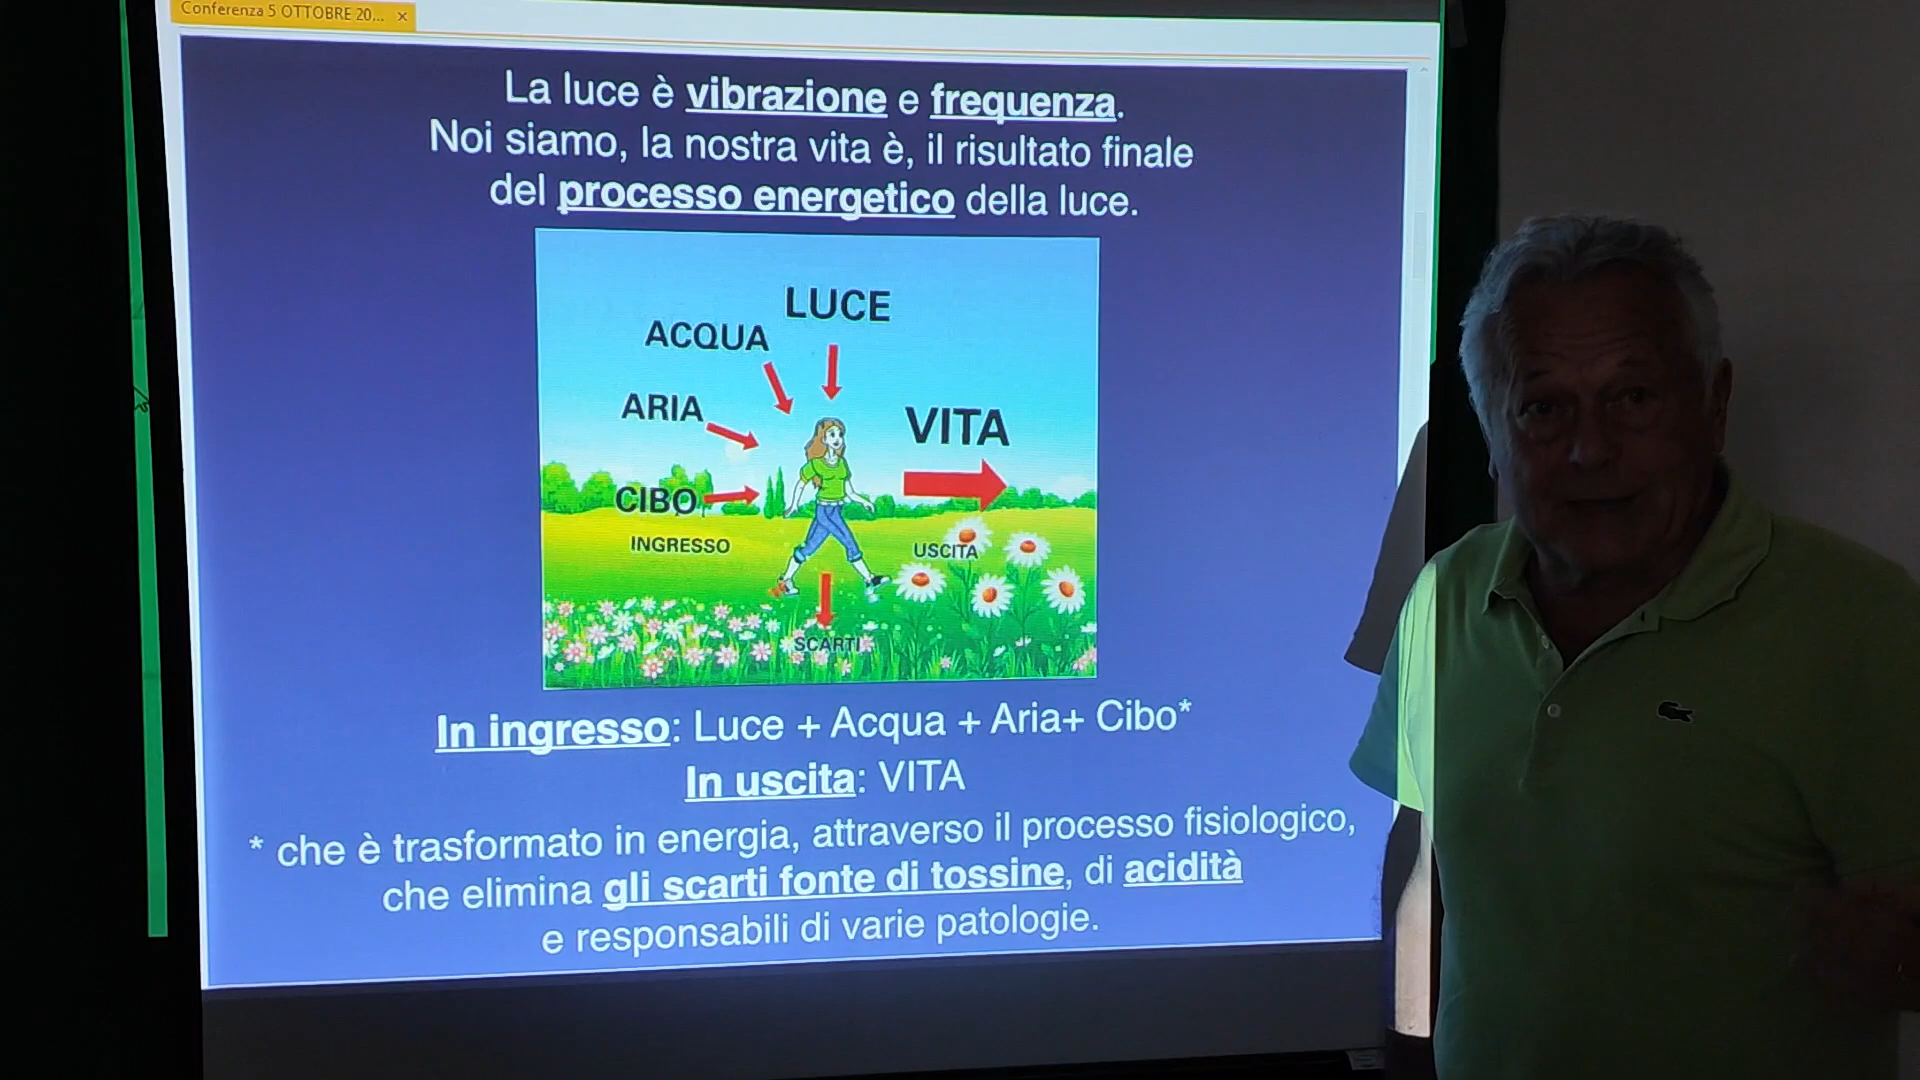 Conferenza 5 OTTOBRE 20...
La luce è vibrazione e frequenza.
Noi siamo, la nostra vita è, il risultato finale
del processo energetico della luce.
LUCE
ACQUA
ARIA
VITA
CIBO
INGRESSO
USCITA
SCARTI
In ingresso: Luce + Acqua + Aria+ Cibo*
In uscita: VITA
* che è trasformato in energia, attraverso il processo fisiologico,
che elimina gli scarti fonte di tossine, di acidità
e responsabili di varie patologie.